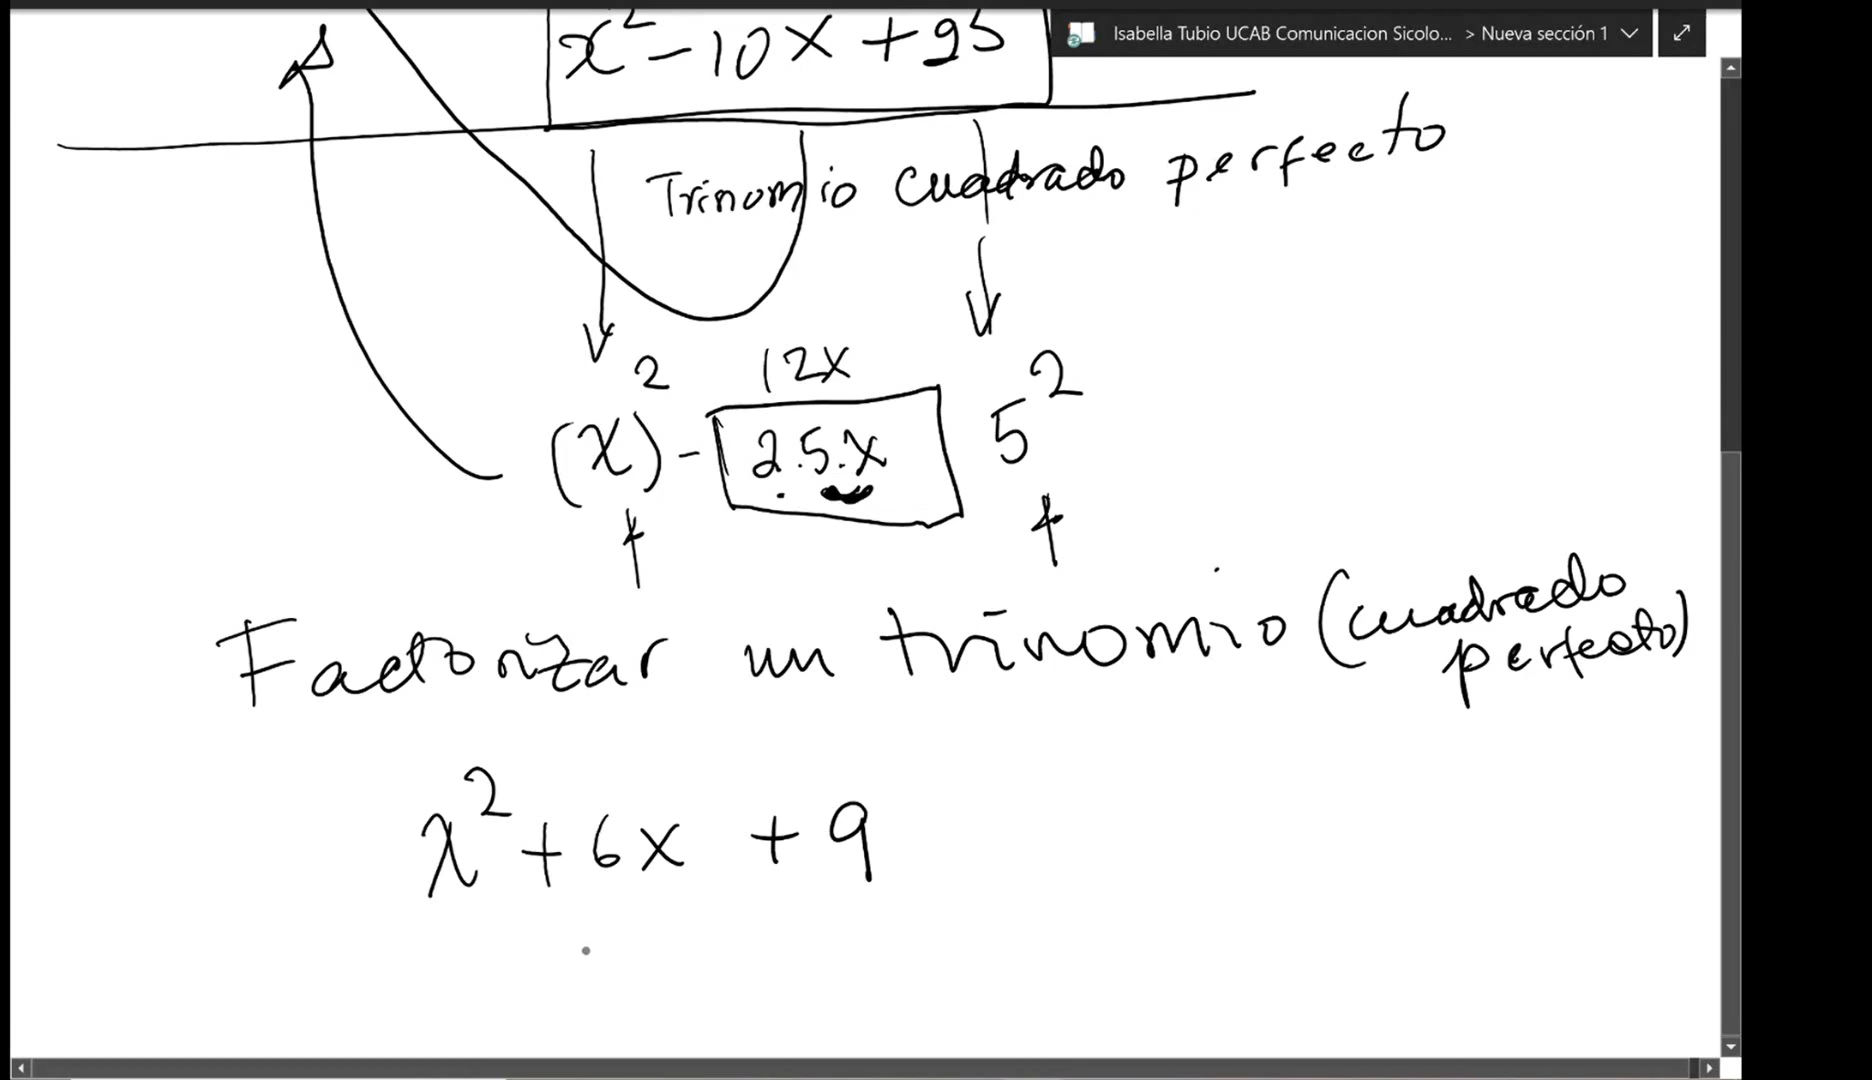 Isabella Tubio UCAB Comunicacion Sicolo... > Nueva sección 1
x² - 10x + 25
Trinomio cuadrado perfecto
12x
(x)² - 2.5.x 5²
Factorizar un trinomio (cuadrado
perfecto)
x² + 6x + 9